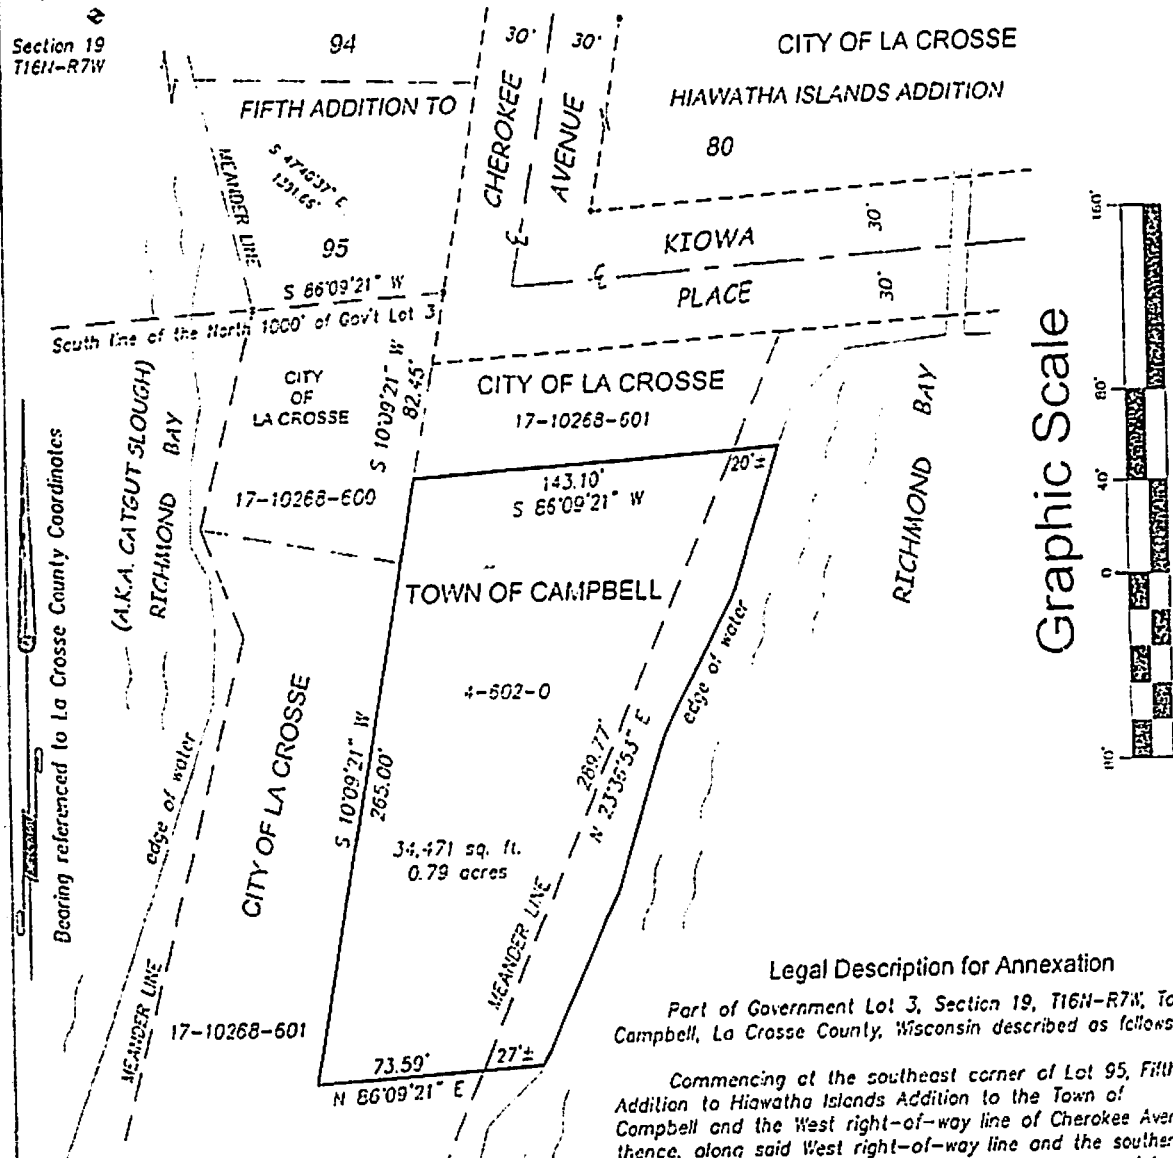 Section 19
T16N-R7W
94
30'
30'
CITY OF LA CROSSE
FIFTH ADDITION TO
HIAWATHA ISLANDS ADDITION
CHEROKEE
AVENUE
80
MEANDER LINE
95
S 86°09'21" W
KIOWA
PLACE
30'
30'
South line of the North 1000' of Gov't Lot 3
CITY
OF
LA CROSSE
S 10°09'21" W
82.45'
CITY OF LA CROSSE
17-10268-601
(A.K.A. CATGUT SLOUGH)
RICHMOND BAY
RICHMOND BAY
17-10268-600
143.10'
20'±
S 86°09'21" W
TOWN OF CAMPBELL
4-602-0
Bearing referenced to La Crosse County Coordinates
edge of water
edge of water
CITY OF LA CROSSE
S 10°09'21" W
265.00'
289.77'
N 23°36'53" E
34,471 sq. ft.
0.79 acres
MEANDER LINE
MEANDER LINE
17-10268-601
73.59'
27'±
N 86°09'21" E
Graphic Scale
160'
80'
40'
0
80'
Legal Description for Annexation
Part of Government Lot 3, Section 19, T16N-R7W, To
Campbell, La Crosse County, Wisconsin described as follows
Commencing at the southeast corner of Lot 95, Fifth
Addition to Hiawatha Islands Addition to the Town of
Campbell and the West right-of-way line of Cherokee Aven
thence, along said West right-of-way line and the souther